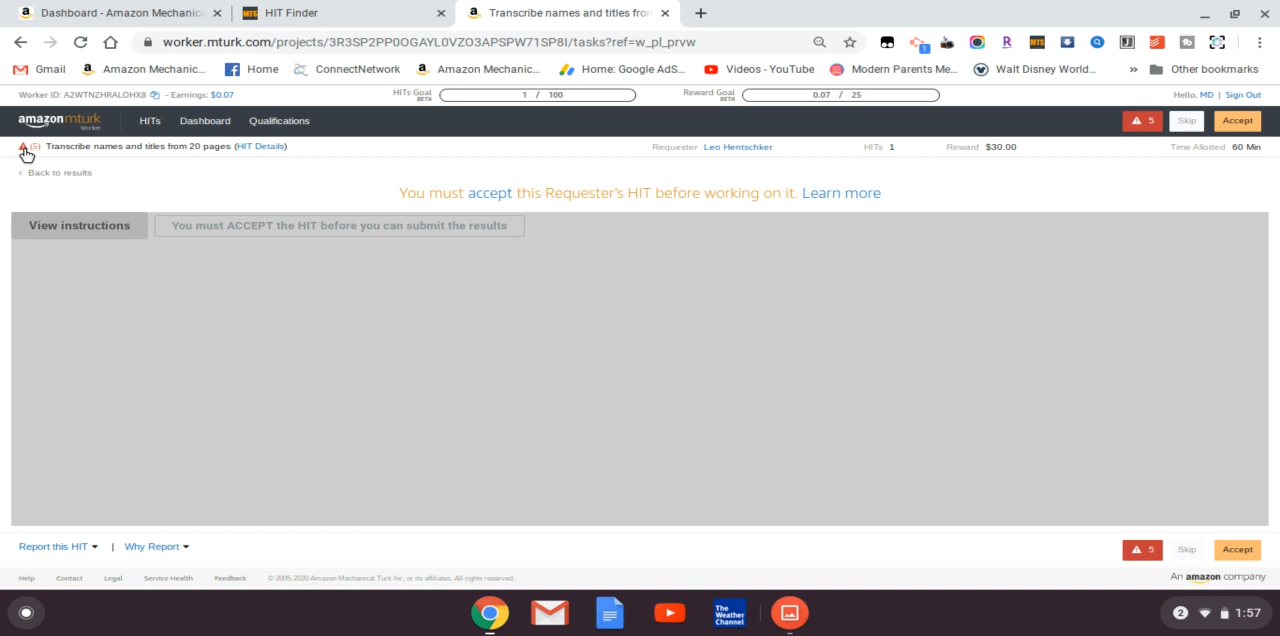 Dashboard - Amazon Mechanica
HIT Finder
Transcribe names and titles fron
worker.mturk.com/projects/3R3SP2PP0OGAYL0VZO3APSPW71SP8I/tasks?ref=w_pl_prvw
Gmail Amazon Mechanic... Home ConnectNetwork Amazon Mechanic... Home: Google AdS... Videos - YouTube Modern Parents Me... Walt Disney World... » Other bookmarks
Worker ID: A2WTNZHRALOHX8 - Earnings: $0.07 HITs Goal BETA 1 / 100 Reward Goal BETA 0.07 / 25 Hello, MD | Sign Out
amazonmturk Worker HITs Dashboard Qualifications 5 Skip Accept
(5) Transcribe names and titles from 20 pages (HIT Details) Requester Leo Hentschker HITs 1 Reward $30.00 Time Allotted 60 Min
‹ Back to results
You must accept this Requester's HIT before working on it. Learn more
View instructions You must ACCEPT the HIT before you can submit the results
Report this HIT | Why Report 5 Skip Accept
Help Contact Legal Service Health Feedback © 2005-2020 Amazon Mechanical Turk Inc, or its affiliates. All rights reserved. An amazon company
The Weather Channel 2 1:57